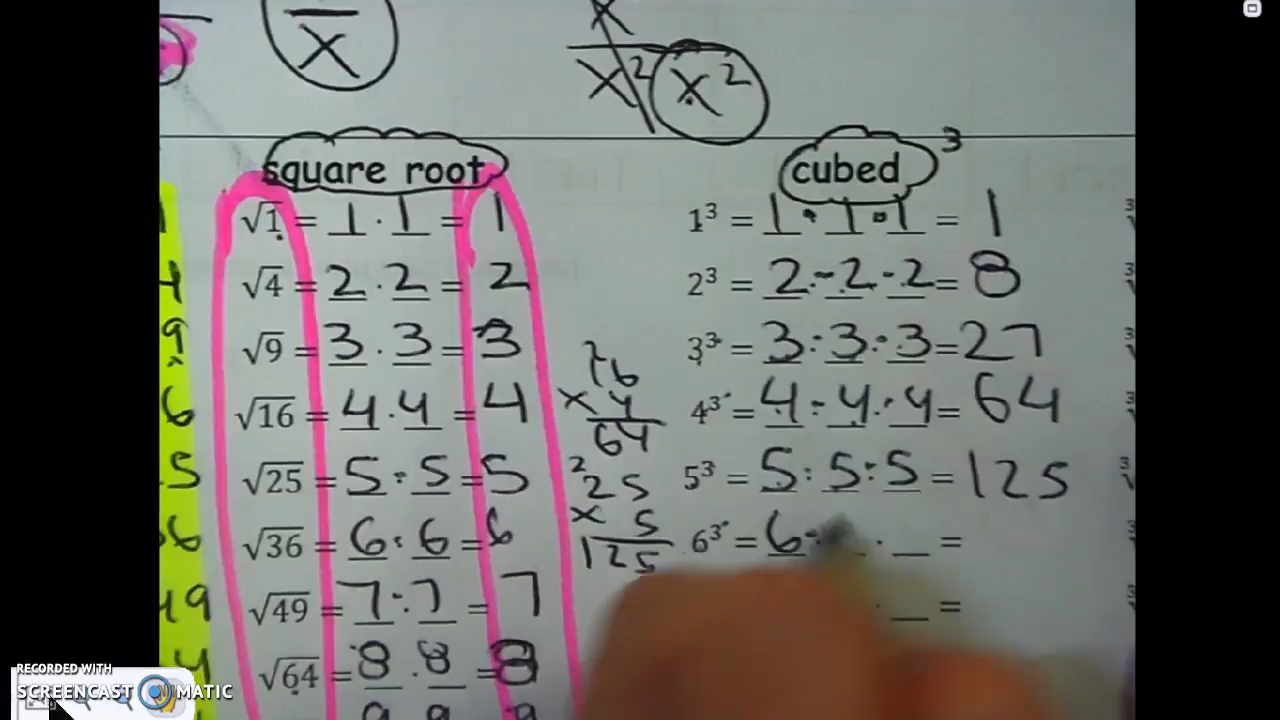 x
x
x² x²
square root
√1 = 1 · 1 = 1
√4 = 2 · 2 = 2
√9 = 3 · 3 = 3
√16 = 4 · 4 = 4
√25 = 5 · 5 = 5
√36 = 6 · 6 = 6
√49 = 7 · 7 = 7
√64 = 8 · 8 = 8
16
× 4
64
2
25
× 5
125
cubed ³
1³ = 1 · 1 · 1 = 1
2³ = 2 · 2 · 2 = 8
3³ = 3 · 3 · 3 = 27
4³ = 4 · 4 · 4 = 64
5³ = 5 · 5 · 5 = 125
6³ = 6 · _ · _ =
· _ =
RECORDED WITH
SCREENCAST MATIC